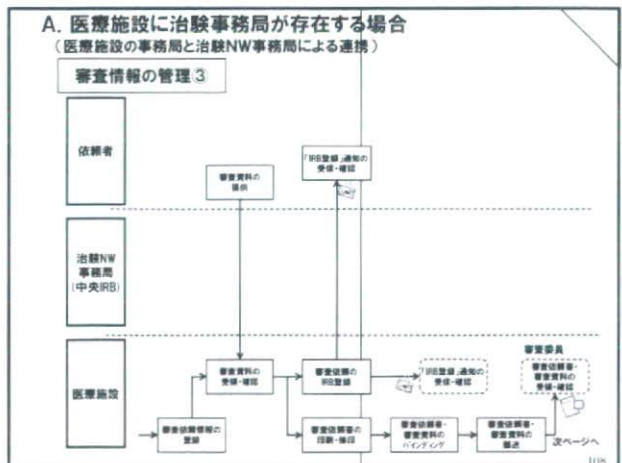 A. 医療施設に治験事務局が存在する場合
（医療施設の事務局と治験NW事務局による連携）
審査情報の管理③
依頼者
審査資料の
提供
「IRB登録」通知の
受領・確認
治験NW
事務局
(中央IRB)
医療施設
審査資料の
受領・確認
審査依頼の
IRB登録
「IRB登録」通知の
受領・確認
審査委員
審査依頼書・
審査資料の
受領・確認
審査依頼情報の
登録
審査依頼書の
印刷・捺印
審査依頼書・
審査資料の
バインディング
審査依頼書・
審査資料の
郵送
次ページへ
108